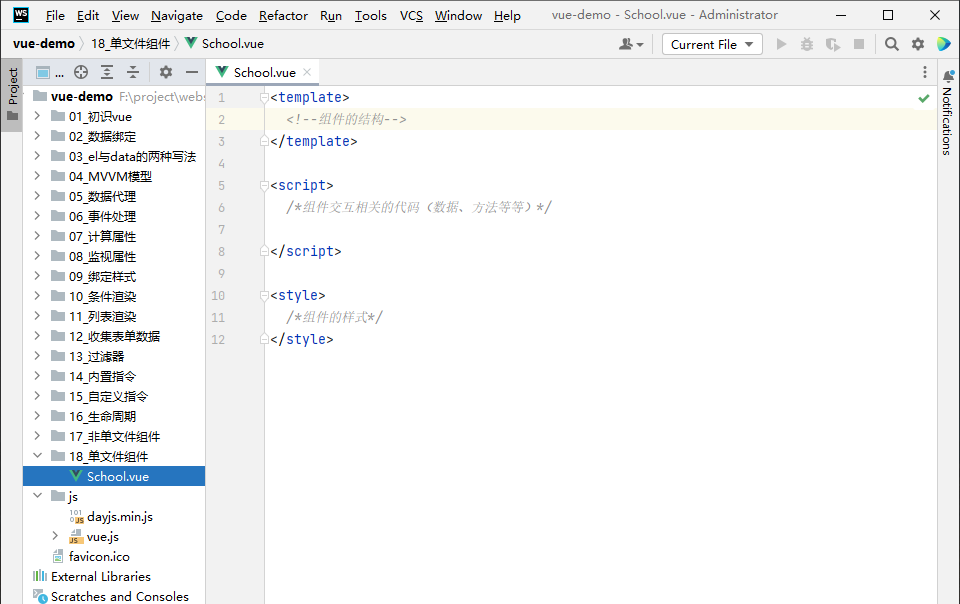 WS File Edit View Navigate Code Refactor Run Tools VCS Window Help vue-demo - School.vue - Administrator
vue-demo 18_单文件组件 School.vue Current File
Project
... School.vue
Notifications
vue-demo F:\project\webs
01_初识vue
02_数据绑定
03_el与data的两种写法
04_MVVM模型
05_数据代理
06_事件处理
07_计算属性
08_监视属性
09_绑定样式
10_条件渲染
11_列表渲染
12_收集表单数据
13_过滤器
14_内置指令
15_自定义指令
16_生命周期
17_非单文件组件
18_单文件组件
School.vue
js
dayjs.min.js
vue.js
favicon.ico
External Libraries
Scratches and Consoles
1 <template>
2 <!--组件的结构-->
3 </template>
4
5 <script>
6 /*组件交互相关的代码（数据、方法等等）*/
7
8 </script>
9
10 <style>
11 /*组件的样式*/
12 </style>